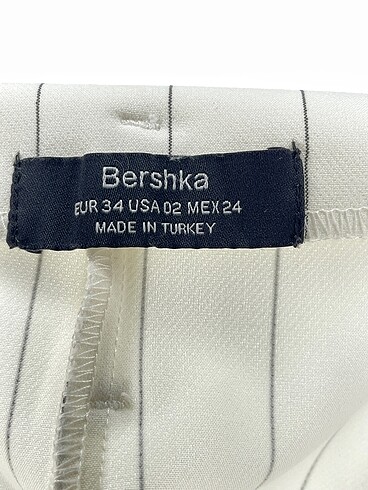 Bershka
EUR 34 USA 02 MEX 24
MADE IN TURKEY